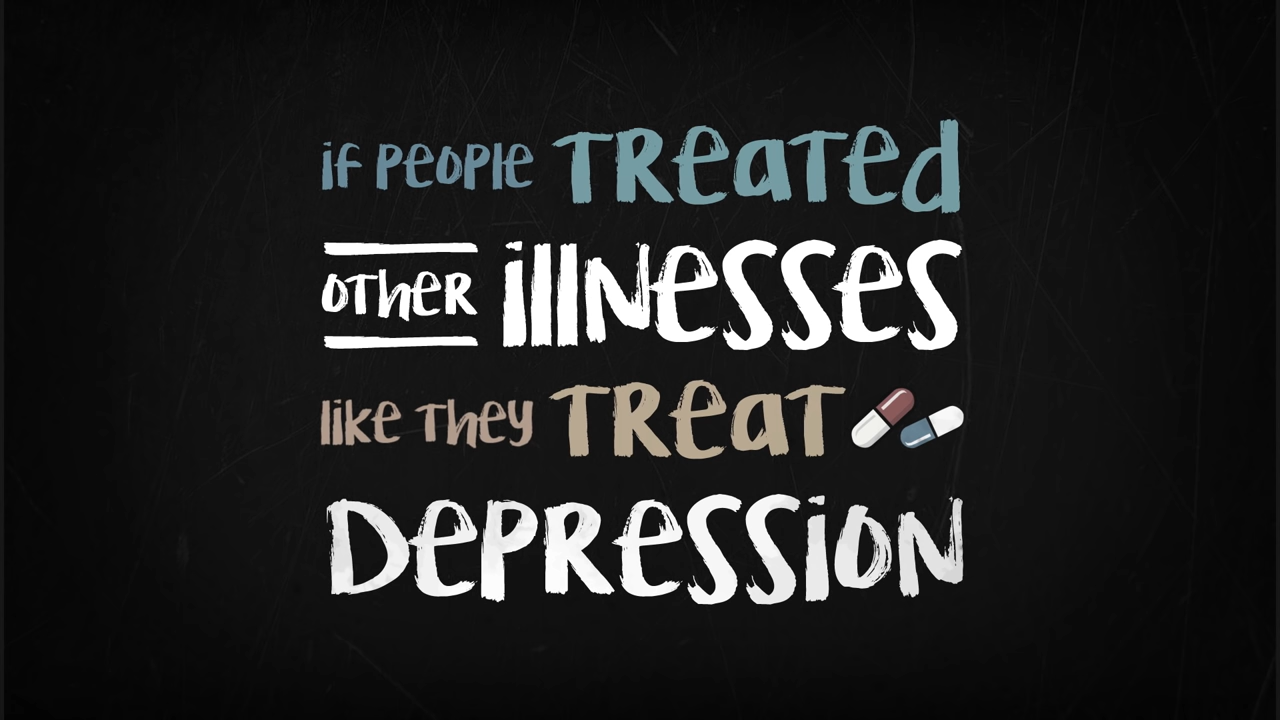 if people TReaTed
oTheR illNesses
like They TReaT
DepRessioN